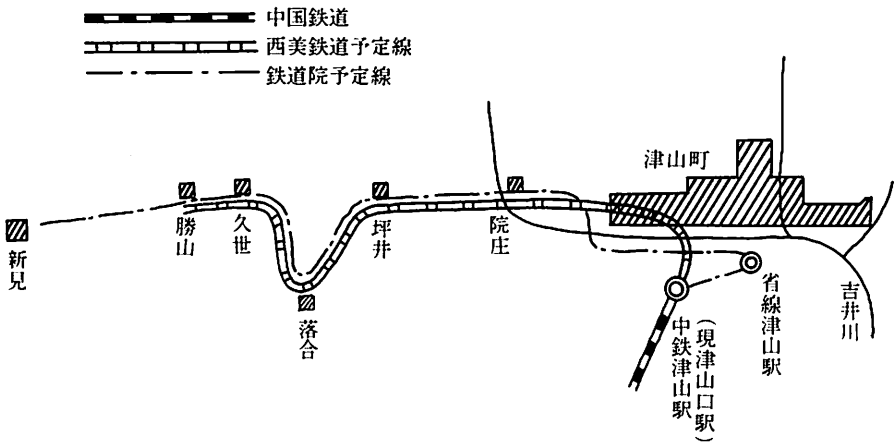 中国鉄道
西美鉄道予定線
鉄道院予定線
津山町
新見
勝山
久世
落合
坪井
院庄
中鉄津山駅
(現津山口駅)
省線津山駅
吉井川